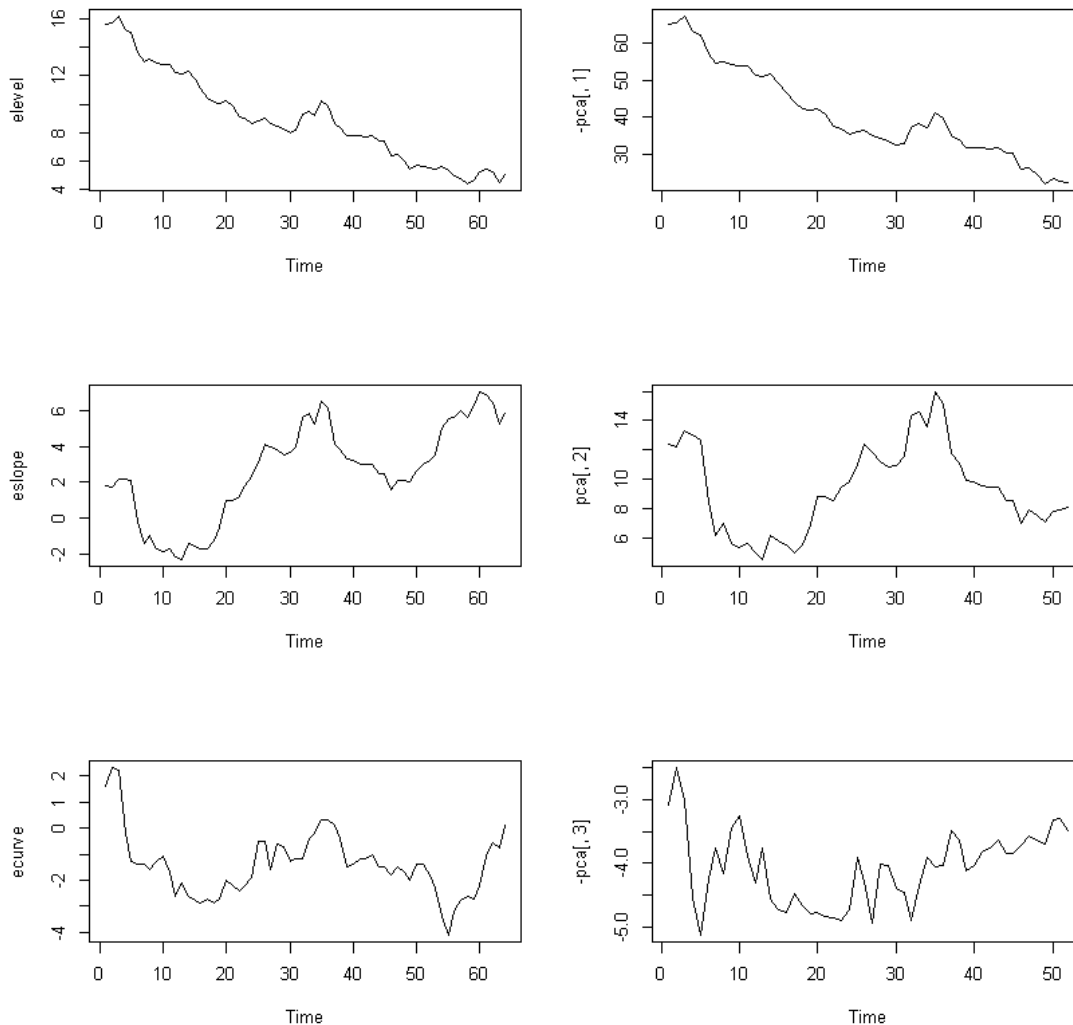 elevel
4 6 8 12 16
0 10 20 30 40 50 60
Time
-pca[, 1]
30 40 50 60
0 10 20 30 40 50
Time
eslope
-2 0 2 4 6
0 10 20 30 40 50 60
Time
pca[, 2]
6 8 10 14
0 10 20 30 40 50
Time
ecurve
-4 -2 0 1 2
0 10 20 30 40 50 60
Time
-pca[, 3]
-5.0 -4.0 -3.0
0 10 20 30 40 50
Time